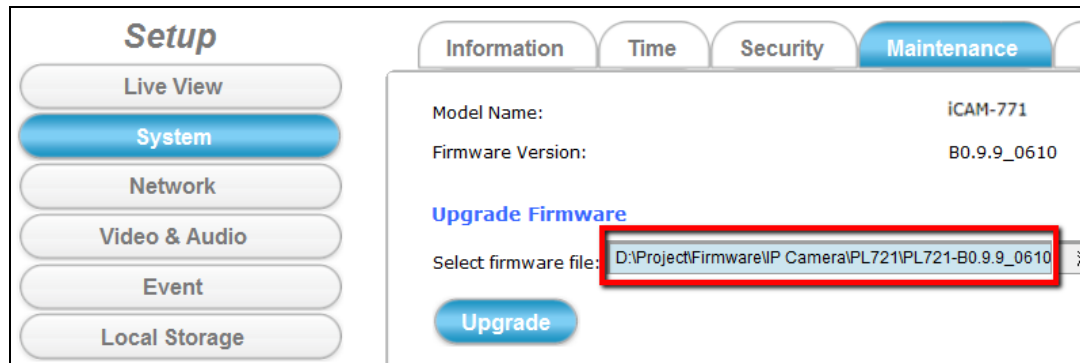 Setup
Live View
System
Network
Video & Audio
Event
Local Storage
Information Time Security Maintenance
Model Name: iCAM-771
Firmware Version: B0.9.9_0610
Upgrade Firmware
Select firmware file: D:\Project\Firmware\IP Camera\PL721\PL721-B0.9.9_0610
Upgrade